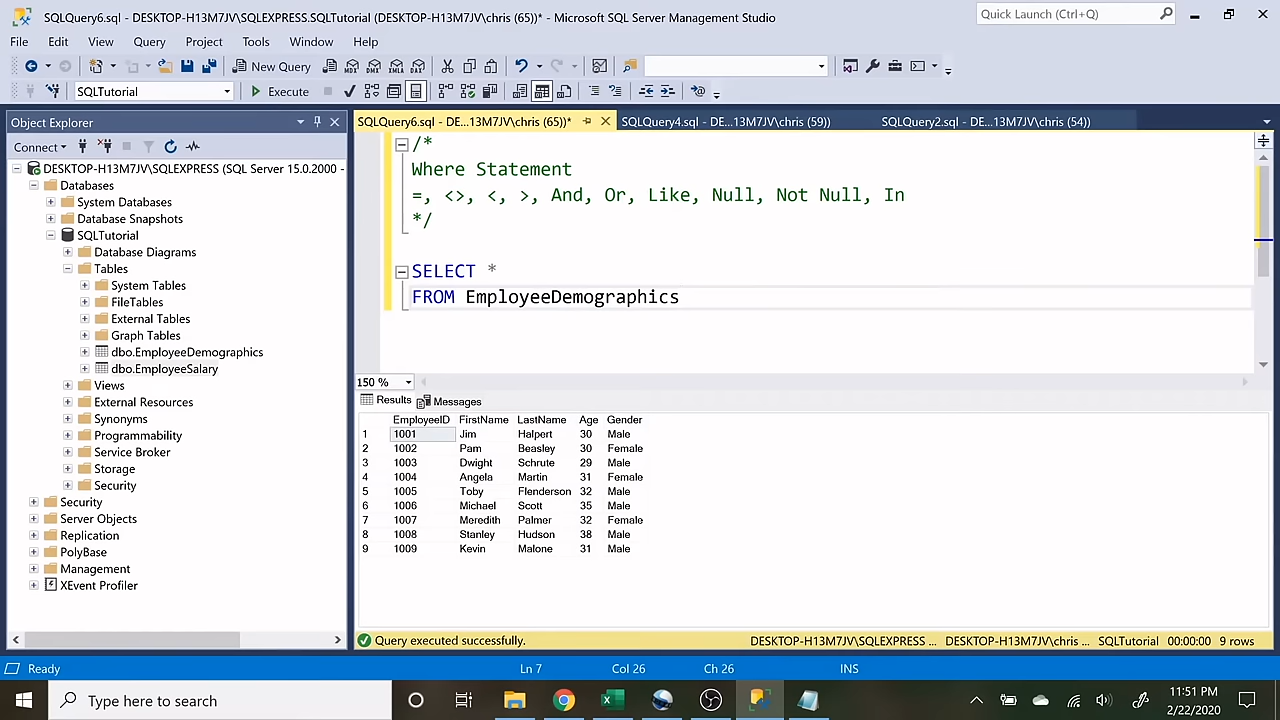 SQLQuery6.sql - DESKTOP-H13M7JV\SQLEXPRESS.SQLTutorial (DESKTOP-H13M7JV\chris (65))* - Microsoft SQL Server Management Studio
Quick Launch (Ctrl+Q)
File Edit View Query Project Tools Window Help
New Query
SQLTutorial Execute
Object Explorer
SQLQuery6.sql - DE...13M7JV\chris (65))* SQLQuery4.sql - DE...13M7JV\chris (59)) SQLQuery2.sql - DE...13M7JV\chris (54))
Connect
DESKTOP-H13M7JV\SQLEXPRESS (SQL Server 15.0.2000 -
Databases
System Databases
Database Snapshots
SQLTutorial
Database Diagrams
Tables
System Tables
FileTables
External Tables
Graph Tables
dbo.EmployeeDemographics
dbo.EmployeeSalary
Views
External Resources
Synonyms
Programmability
Service Broker
Storage
Security
Security
Server Objects
Replication
PolyBase
Management
XEvent Profiler
/*
Where Statement
=, <>, <, >, And, Or, Like, Null, Not Null, In
*/
SELECT *
FROM EmployeeDemographics
150 %
Results Messages
EmployeeID FirstName LastName Age Gender
1 1001 Jim Halpert 30 Male
2 1002 Pam Beasley 30 Female
3 1003 Dwight Schrute 29 Male
4 1004 Angela Martin 31 Female
5 1005 Toby Flenderson 32 Male
6 1006 Michael Scott 35 Male
7 1007 Meredith Palmer 32 Female
8 1008 Stanley Hudson 38 Male
9 1009 Kevin Malone 31 Male
Query executed successfully. DESKTOP-H13M7JV\SQLEXPRESS ... DESKTOP-H13M7JV\chris ... SQLTutorial 00:00:00 9 rows
Ready Ln 7 Col 26 Ch 26 INS
Type here to search
11:51 PM
2/22/2020